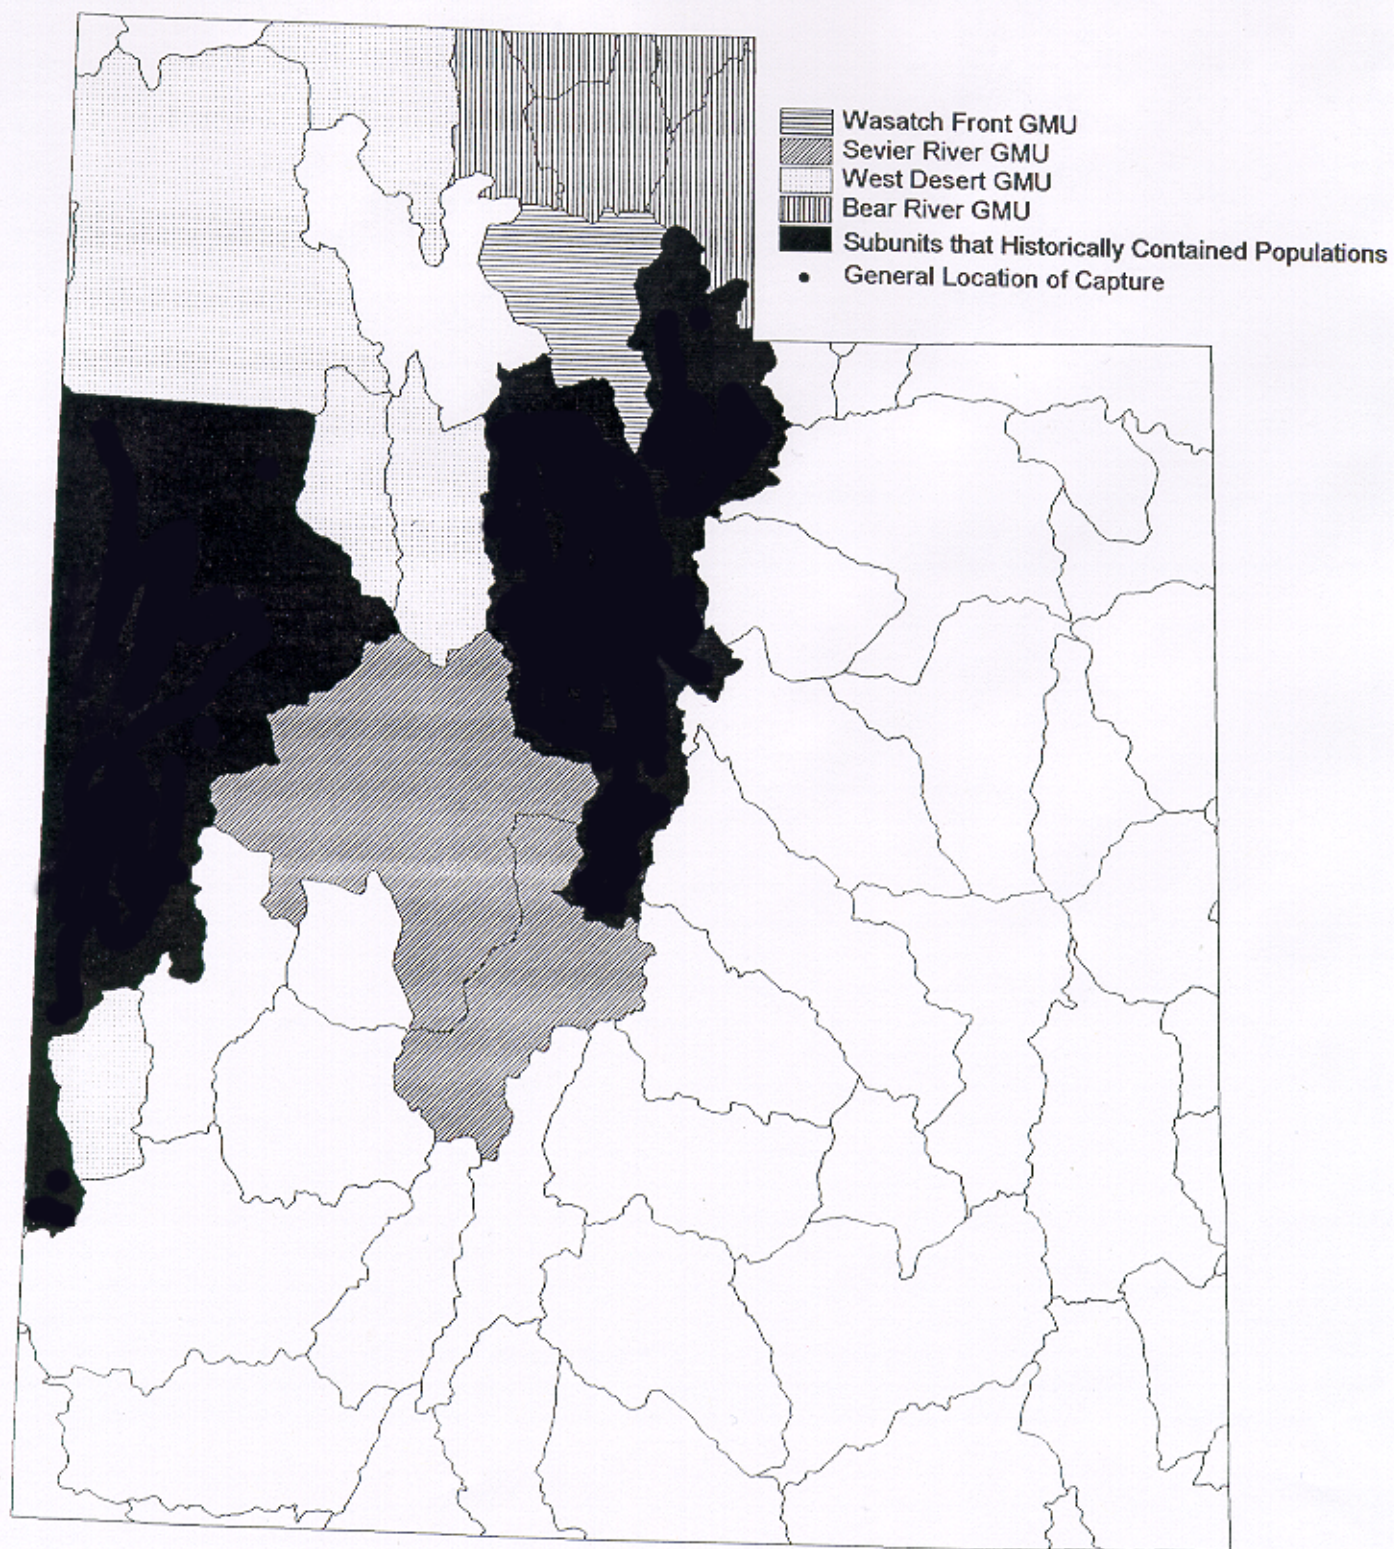 Wasatch Front GMU
Sevier River GMU
West Desert GMU
Bear River GMU
Subunits that Historically Contained Populations
General Location of Capture